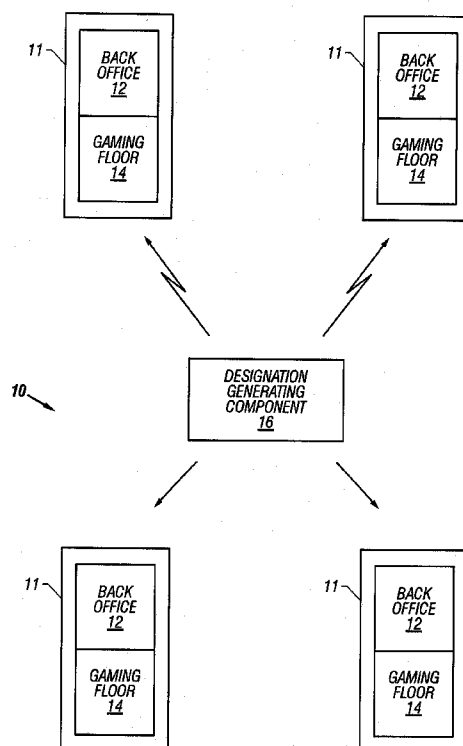 11
BACK
OFFICE
12
GAMING
FLOOR
14
11
BACK
OFFICE
12
GAMING
FLOOR
14
10
DESIGNATION
GENERATING
COMPONENT
16
11
BACK
OFFICE
12
GAMING
FLOOR
14
11
BACK
OFFICE
12
GAMING
FLOOR
14